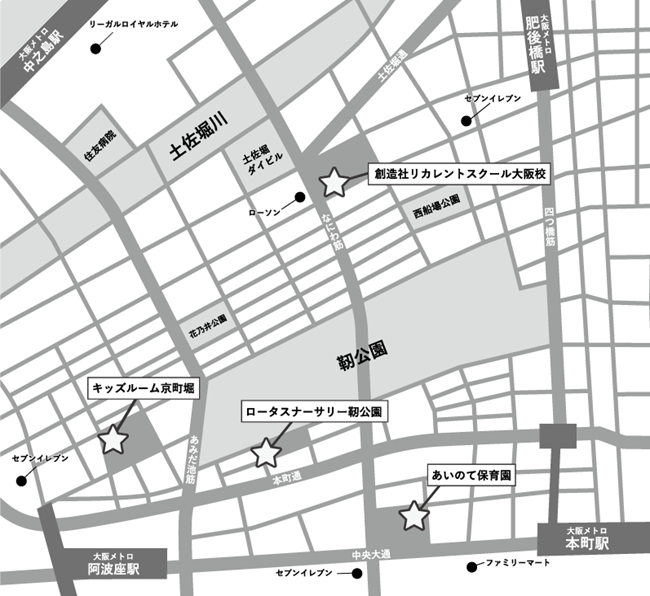 リーガルロイヤルホテル
大阪メトロ
中之島駅
大阪メトロ
肥後橋駅
土佐堀通
セブンイレブン
住友病院
土佐堀川
土佐堀
ダイビル
創造社リカレントスクール大阪校
ローソン
なにわ筋
西船場公園
四つ橋筋
花乃井公園
靭公園
キッズルーム京町堀
ロータスナーサリー靭公園
あみだ池筋
セブンイレブン
本町通
あいのて保育園
大阪メトロ
阿波座駅
中央大通
大阪メトロ
本町駅
セブンイレブン
ファミリーマート